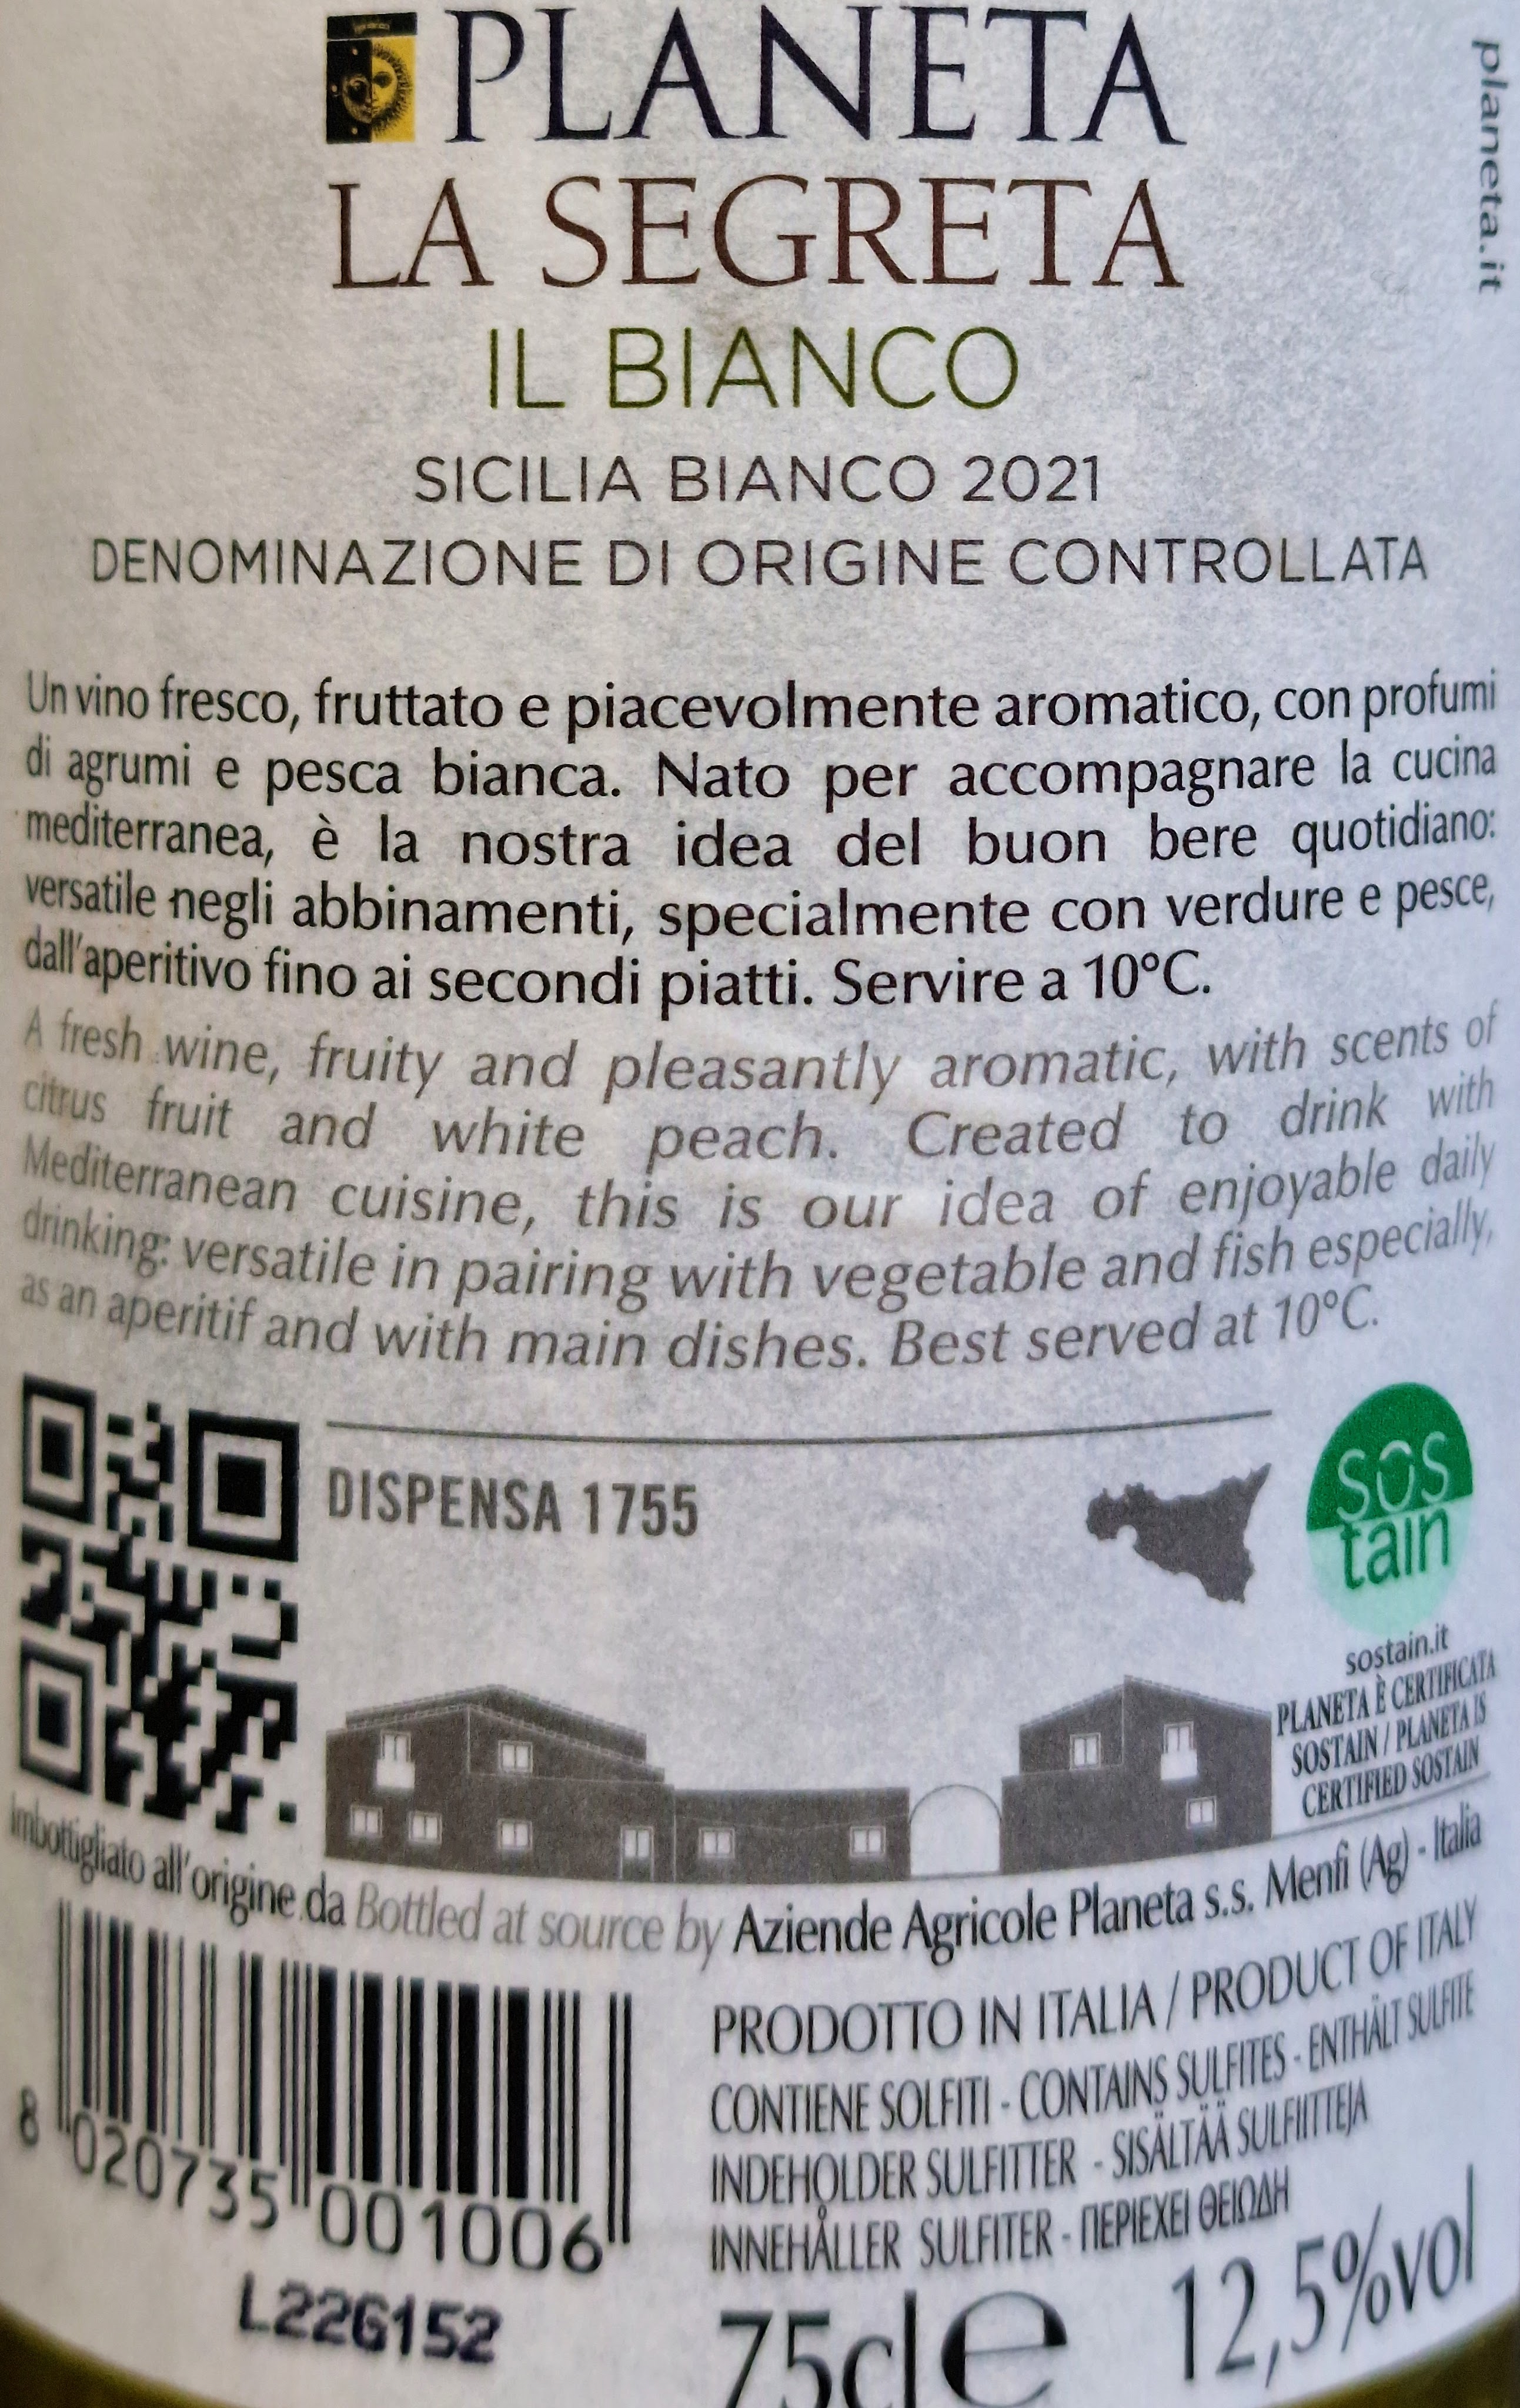 PLANETA
planeta.it
LA SEGRETA
IL BIANCO
SICILIA BIANCO 2021
DENOMINAZIONE DI ORIGINE CONTROLLATA
Un vino fresco, fruttato e piacevolmente aromatico, con profumi
di agrumi e pesca bianca. Nato per accompagnare la cucina
mediterranea, è la nostra idea del buon bere quotidiano:
versatile negli abbinamenti, specialmente con verdure e pesce,
dall'aperitivo fino ai secondi piatti. Servire a 10°C.
A fresh wine, fruity and pleasantly aromatic, with scents of
citrus fruit and white peach. Created to drink with
Mediterranean cuisine, this is our idea of enjoyable daily
drinking: versatile in pairing with vegetable and fish especially,
as an aperitif and with main dishes. Best served at 10°C.
DISPENSA 1755
SOS
tain
sostain.it
PLANETA È CERTIFICATA
SOSTAIN / PLANETA IS
CERTIFIED SOSTAIN
Imbottigliato all'origine da Bottled at source by Aziende Agricole Planeta s.s. Menfi (Ag) - Italia
PRODOTTO IN ITALIA / PRODUCT OF ITALY
CONTIENE SOLFITI - CONTAINS SULFITES - ENTHÄLT SULFITE
INDEHOLDER SULFITTER - SISÄLTÄÄ SULFIITTEJA
INNEHÅLLER SULFITER - ΠΕΡΙΕΧΕΙ ΘΕΙΩΔΗ
8 020735 001006
L22G152
75cl e 12,5%vol